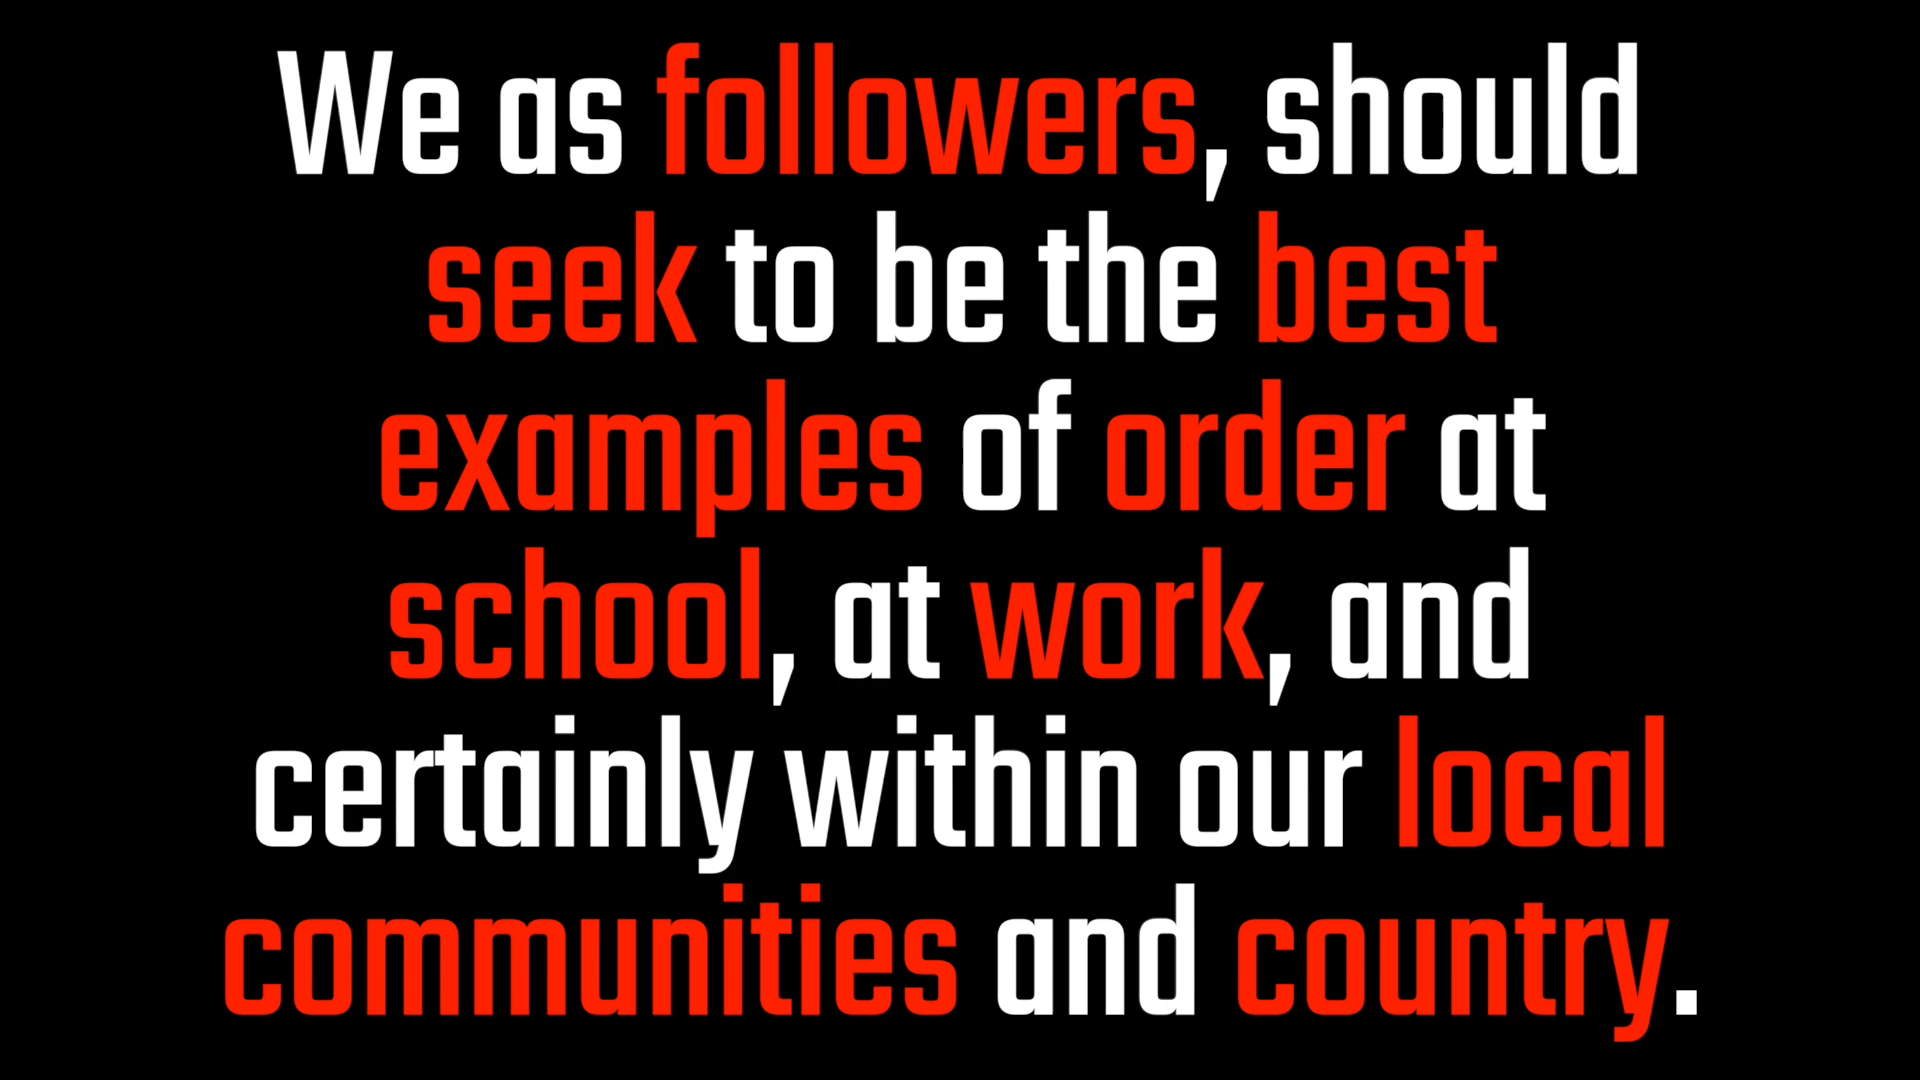 We as followers, should
seek to be the best
examples of order at
school, at work, and
certainly within our local
communities and country.